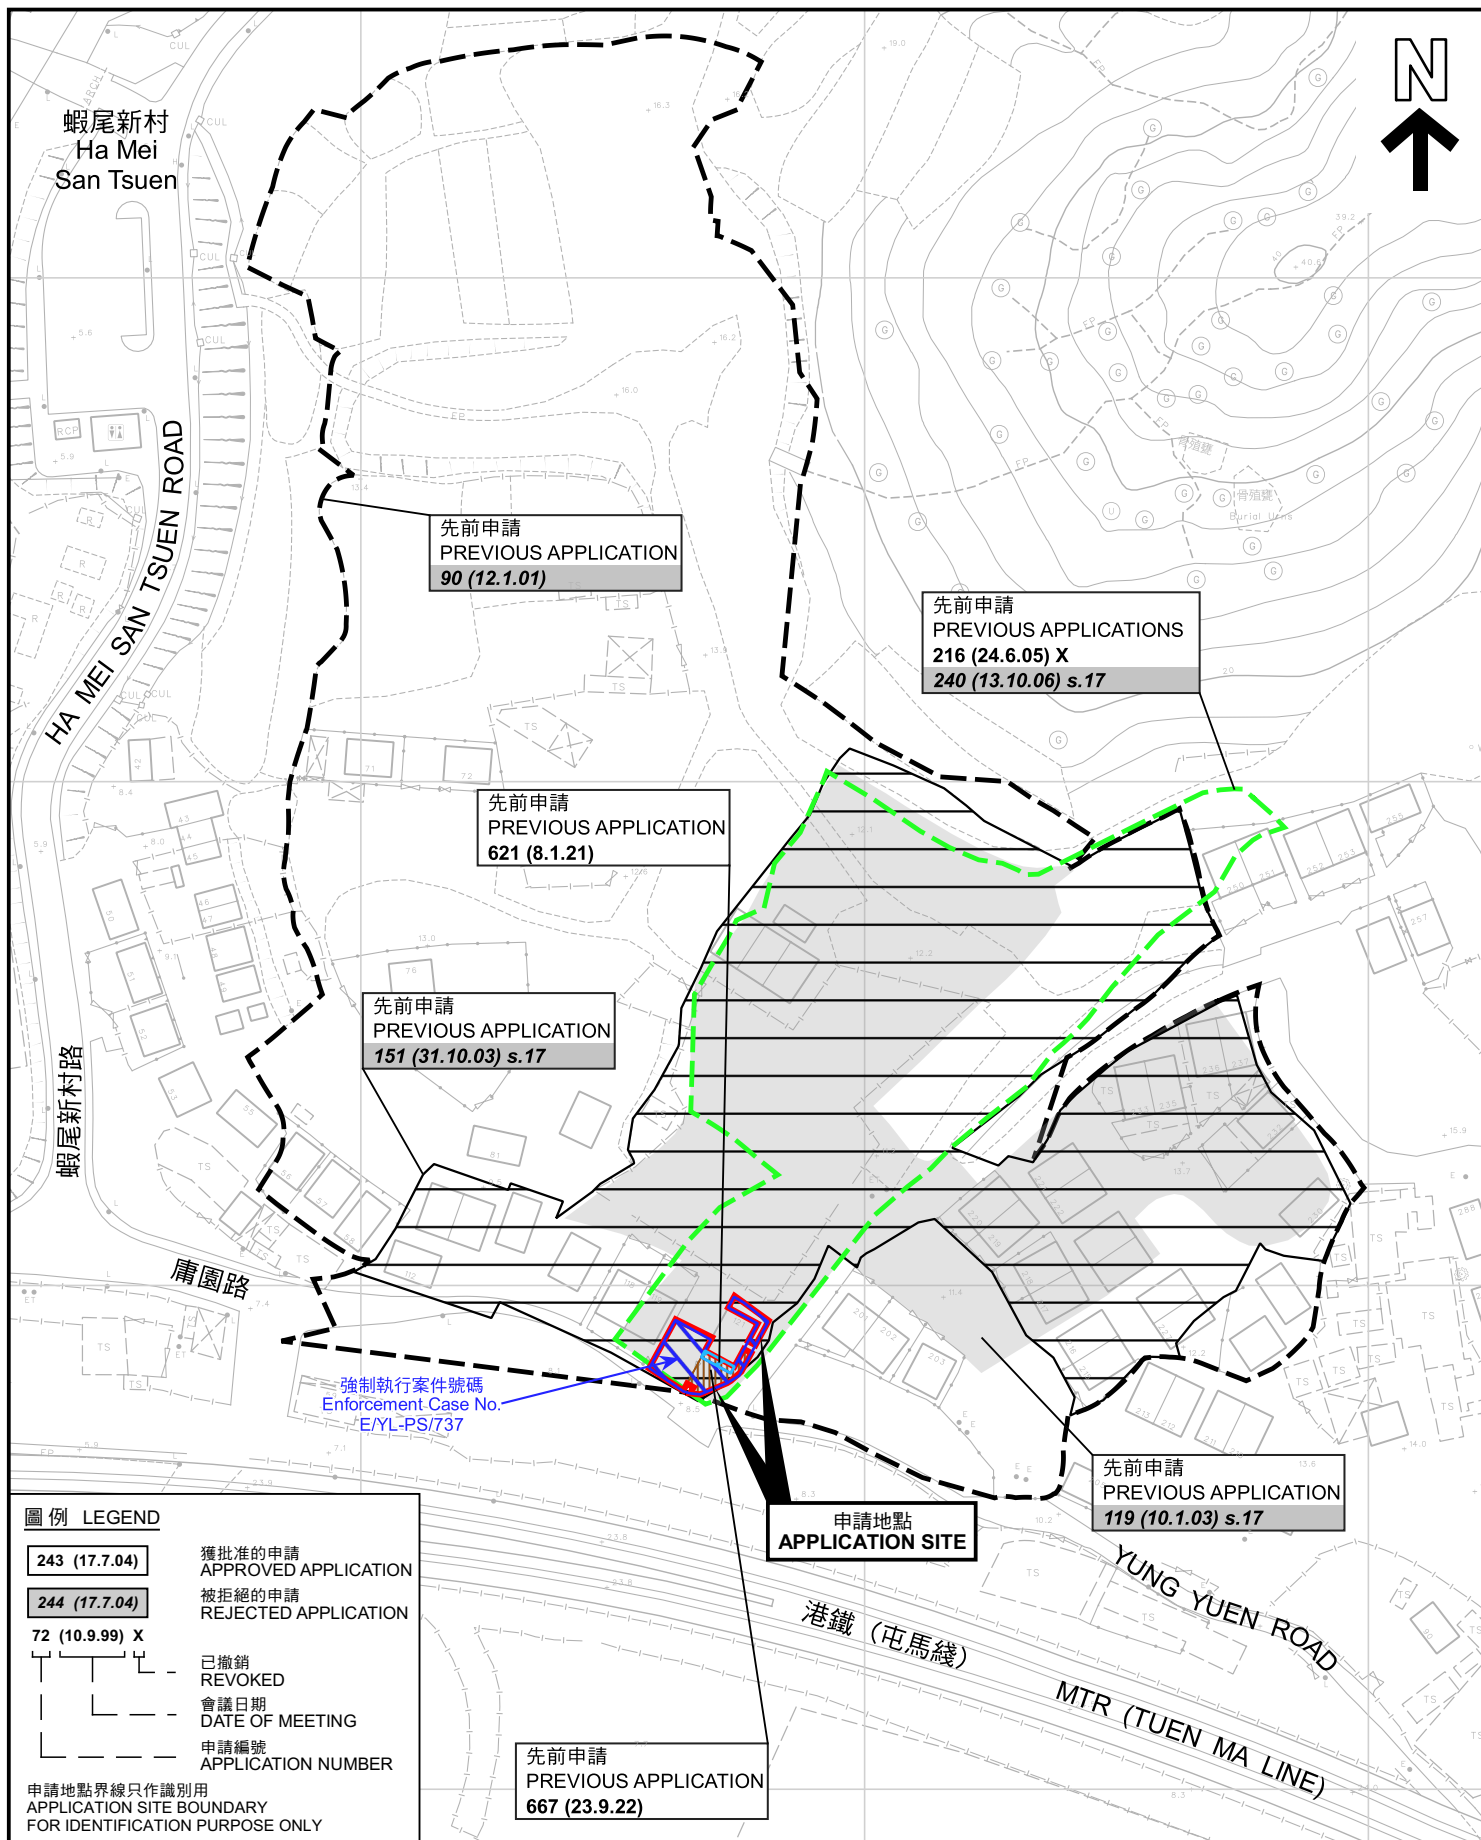 N
蝦尾新村
Ha Mei
San Tsuen
HA MEI SAN TSUEN ROAD
先前申請
PREVIOUS APPLICATION
90 (12.1.01)
先前申請
PREVIOUS APPLICATIONS
216 (24.6.05) X
240 (13.10.06) s.17
先前申請
PREVIOUS APPLICATION
621 (8.1.21)
先前申請
PREVIOUS APPLICATION
151 (31.10.03) s.17
蝦尾新村路
庸園路
強制執行案件號碼
Enforcement Case No.
E/YL-PS/737
先前申請
PREVIOUS APPLICATION
119 (10.1.03) s.17
申請地點
APPLICATION SITE
YUNG YUEN ROAD
港鐵（屯馬綫）
MTR (TUEN MA LINE)
先前申請
PREVIOUS APPLICATION
667 (23.9.22)
圖例 LEGEND
243 (17.7.04)
獲批准的申請
APPROVED APPLICATION
244 (17.7.04)
被拒絕的申請
REJECTED APPLICATION
72 (10.9.99) X
已撤銷
REVOKED
會議日期
DATE OF MEETING
申請編號
APPLICATION NUMBER
申請地點界線只作識別用
APPLICATION SITE BOUNDARY
FOR IDENTIFICATION PURPOSE ONLY
骨殖甕
骨殖甕
Burial Urns